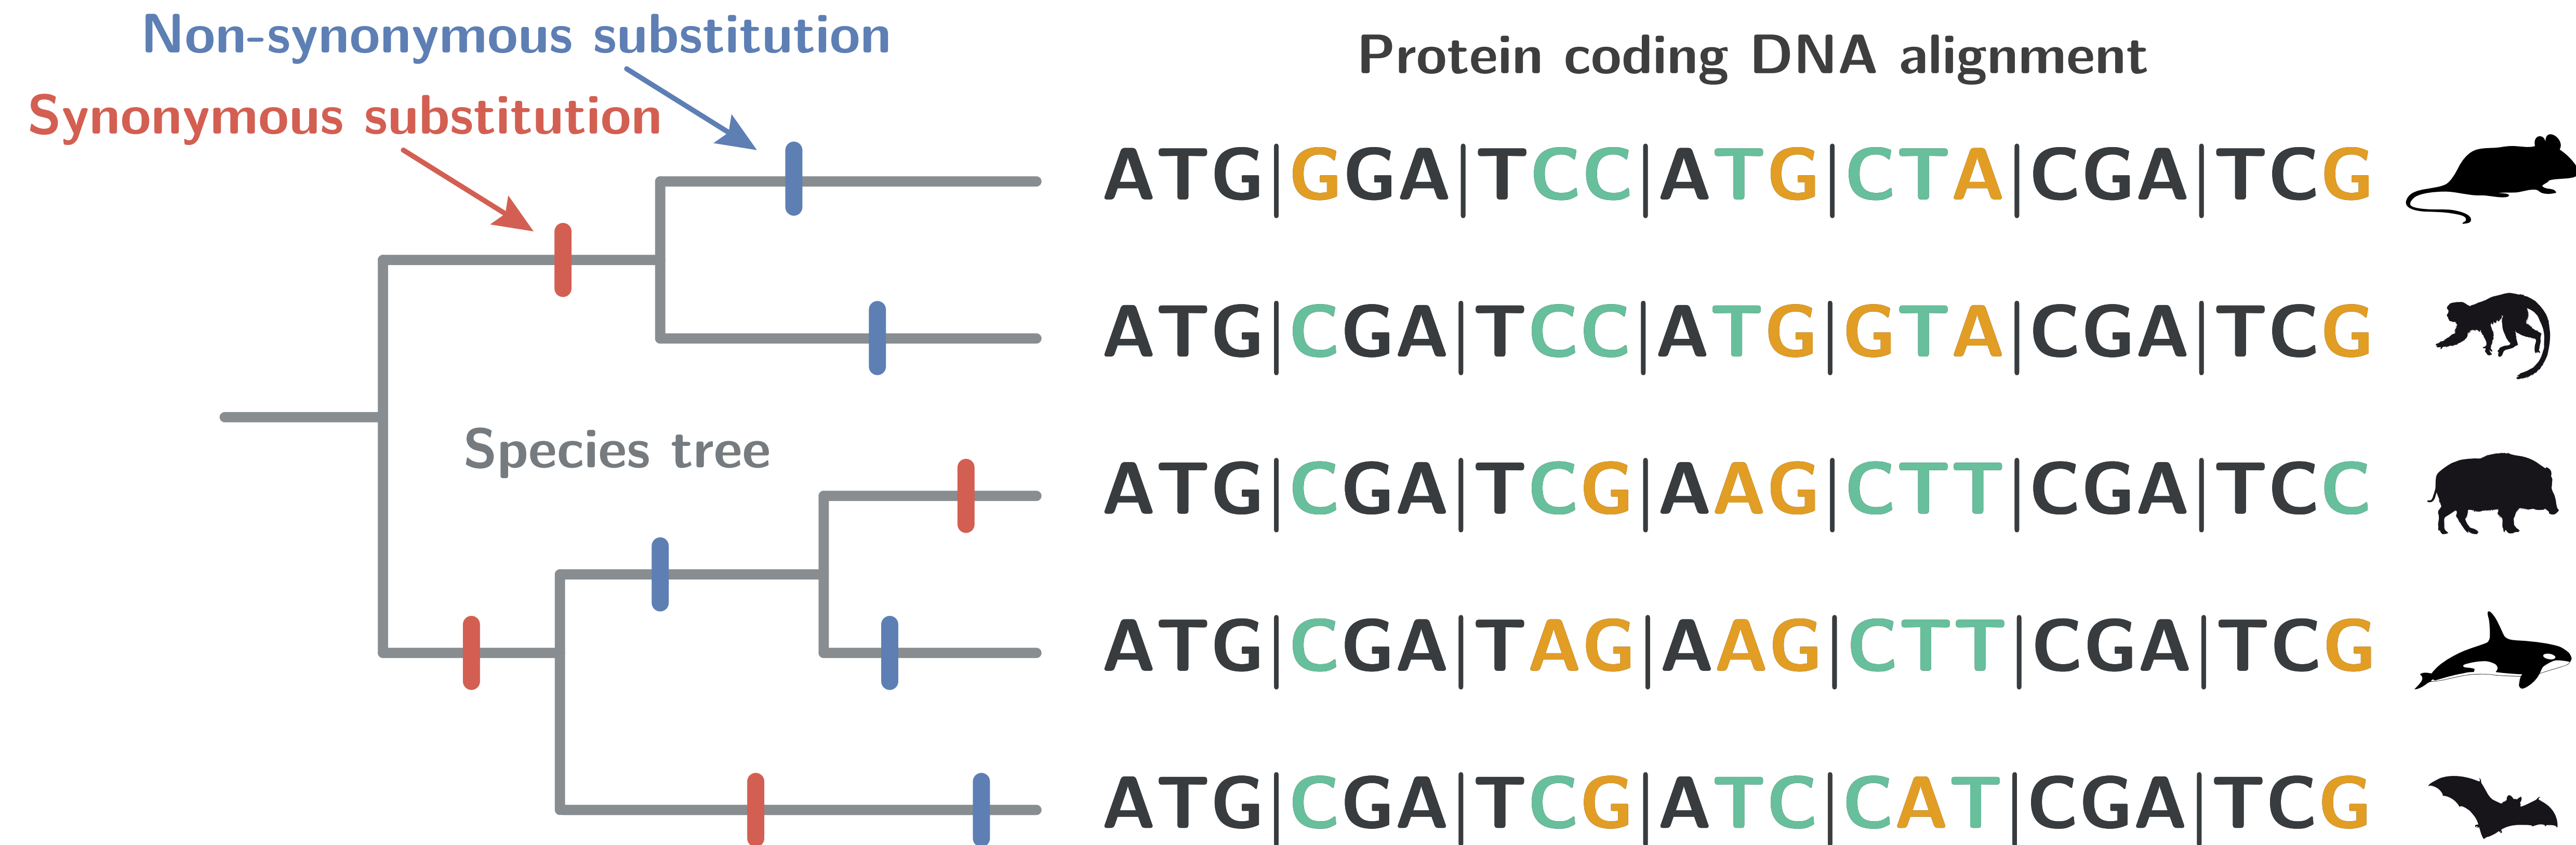 Non-synonymous substitution
Synonymous substitution
Protein coding DNA alignment
ATG|GGA|TCC|ATG|CTA|CGA|TCG
ATG|CGA|TCC|ATG|GTA|CGA|TCG
Species tree
ATG|CGA|TCG|AAG|CTT|CGA|TCC
ATG|CGA|TAG|AAG|CTT|CGA|TCG
ATG|CGA|TCG|ATC|CAT|CGA|TCG